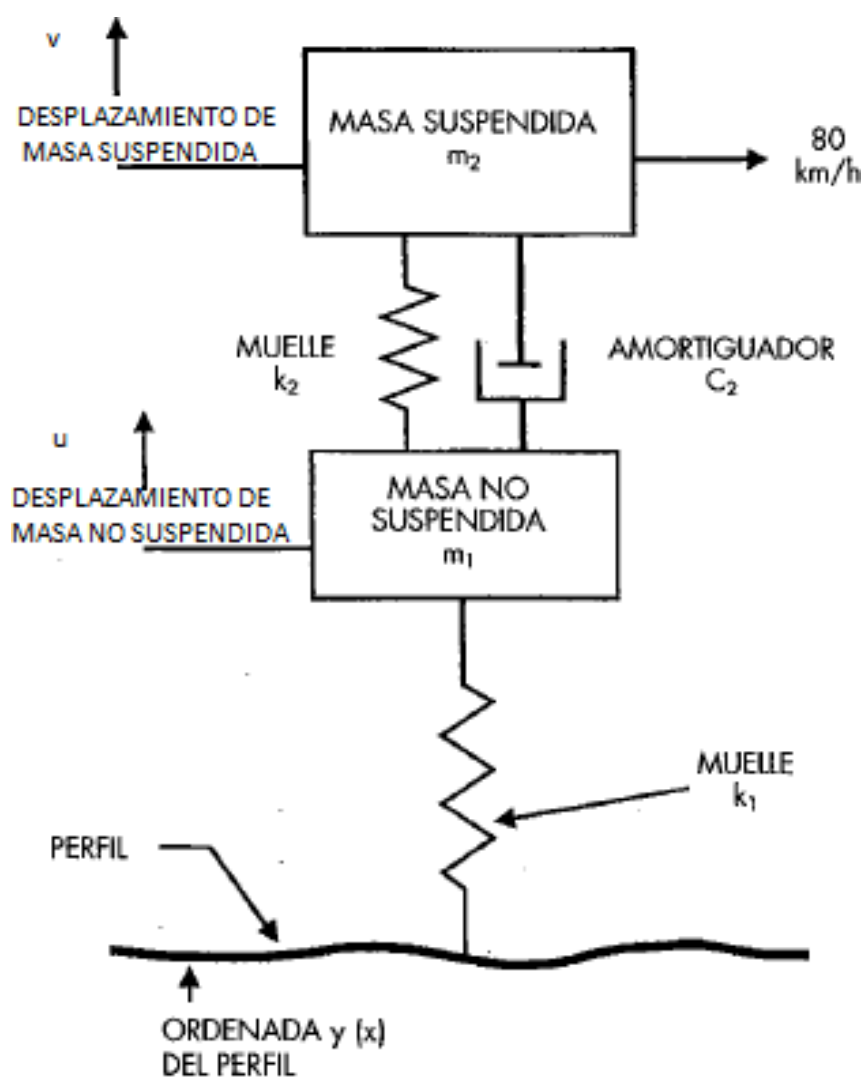 v
DESPLAZAMIENTO DE
MASA SUSPENDIDA
MASA SUSPENDIDA
m₂
80
km/h
MUELLE
k₂
AMORTIGUADOR
C₂
u
DESPLAZAMIENTO DE
MASA NO SUSPENDIDA
MASA NO
SUSPENDIDA
m₁
MUELLE
k₁
PERFIL
ORDENADA y (x)
DEL PERFIL